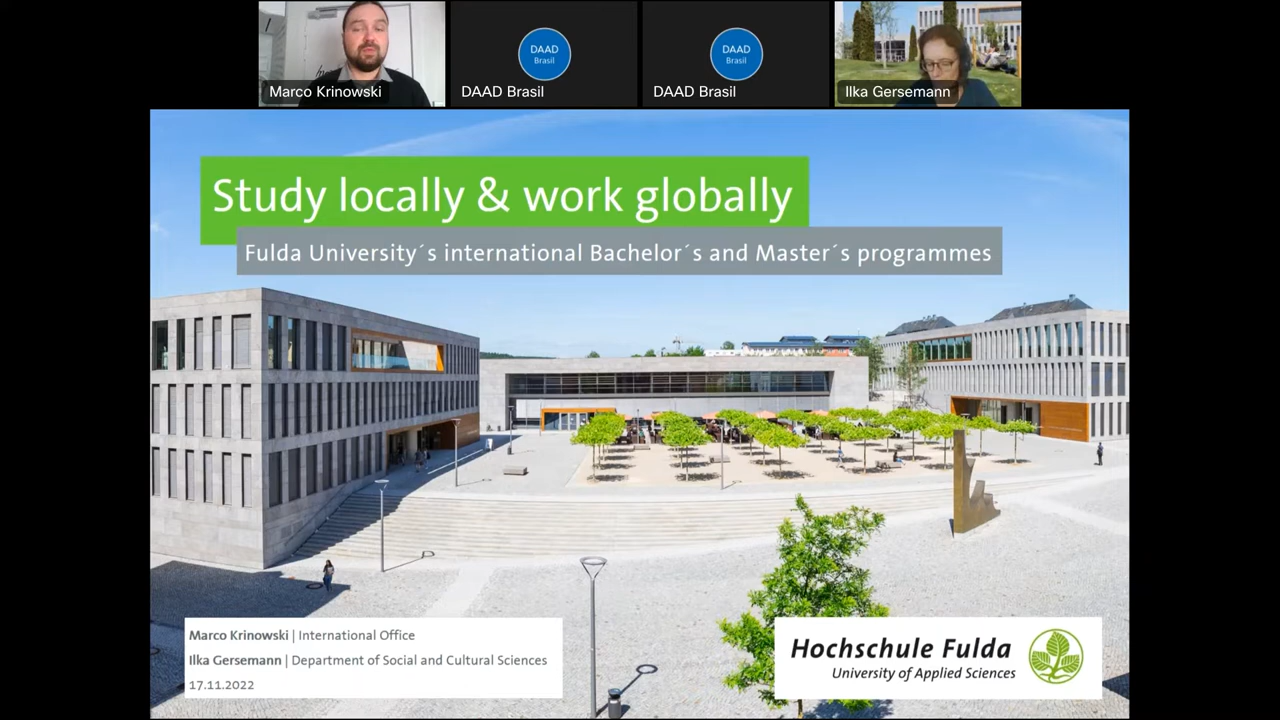 Marco Krinowski
DAAD
Brasil
DAAD Brasil
DAAD
Brasil
DAAD Brasil
Ilka Gersemann
Study locally & work globally
Fulda University´s international Bachelor´s and Master´s programmes
Marco Krinowski | International Office
Ilka Gersemann | Department of Social and Cultural Sciences
17.11.2022
Hochschule Fulda
University of Applied Sciences